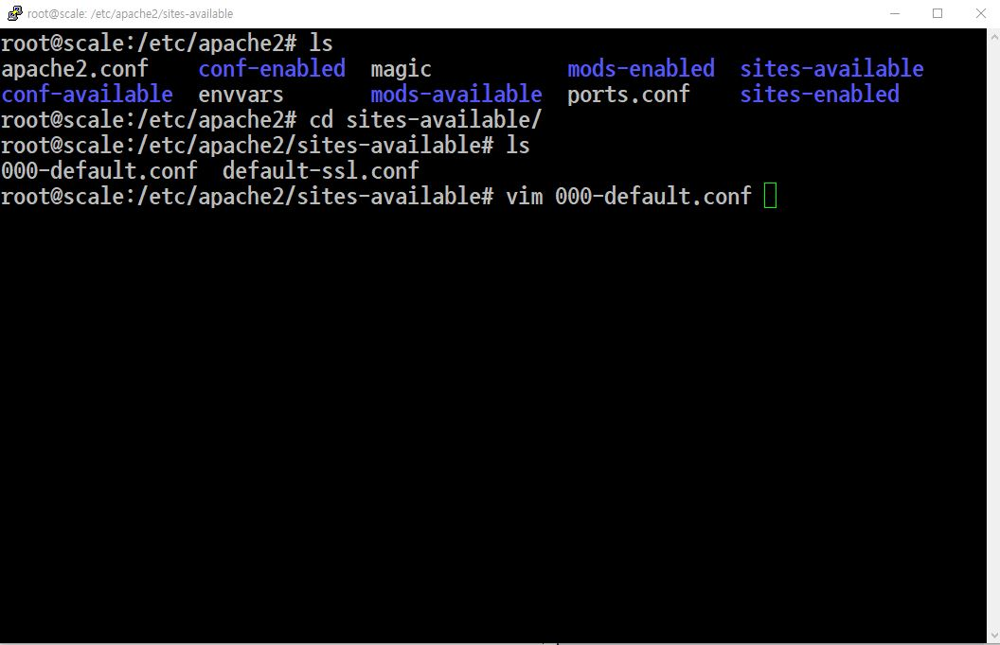 root@scale: /etc/apache2/sites-available
root@scale:/etc/apache2# ls
apache2.conf    conf-enabled  magic           mods-enabled  sites-available
conf-available  envvars       mods-available  ports.conf    sites-enabled
root@scale:/etc/apache2# cd sites-available/
root@scale:/etc/apache2/sites-available# ls
000-default.conf  default-ssl.conf
root@scale:/etc/apache2/sites-available# vim 000-default.conf